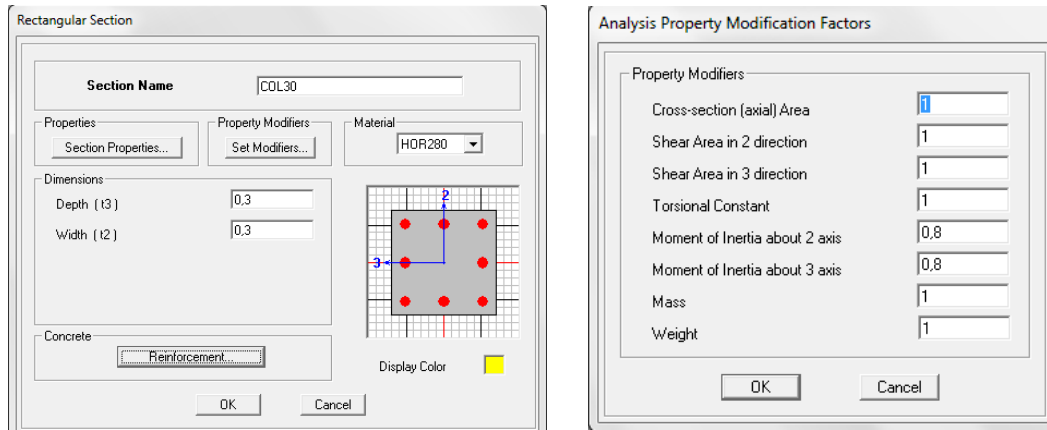 Rectangular Section
Section Name COL30
Properties Property Modifiers Material
Section Properties... Set Modifiers... HOR280
Dimensions
Depth ( t3 ) 0,3
Width ( t2 ) 0,3
2
3
Concrete
Reinforcement...
Display Color
OK Cancel
Analysis Property Modification Factors
Property Modifiers
Cross-section (axial) Area 1
Shear Area in 2 direction 1
Shear Area in 3 direction 1
Torsional Constant 1
Moment of Inertia about 2 axis 0,8
Moment of Inertia about 3 axis 0,8
Mass 1
Weight 1
OK Cancel